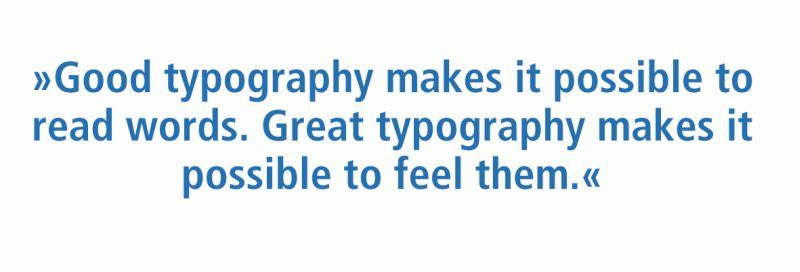 »Good typography makes it possible to
read words. Great typography makes it
possible to feel them.«